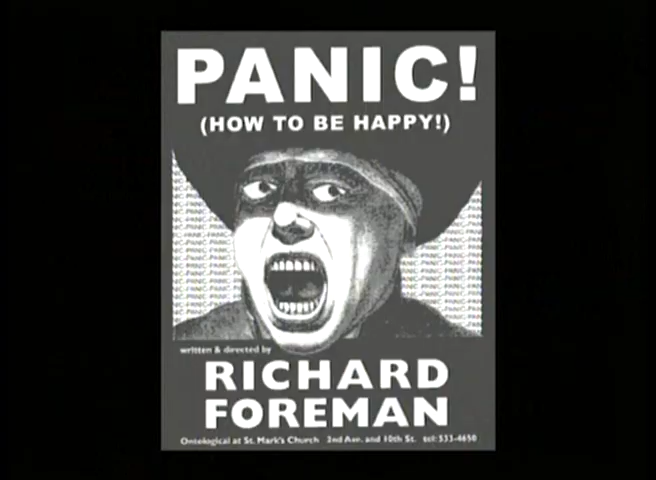 PANIC!
(HOW TO BE HAPPY!)
written & directed by
RICHARD
FOREMAN
Ontological at St. Mark's Church 2nd Ave. and 10th St. tel: 533-4650